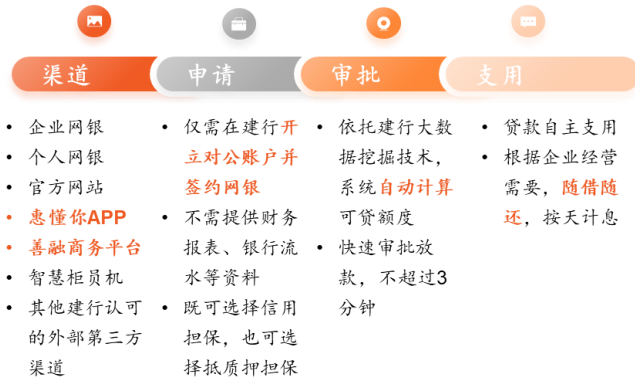 渠道
• 企业网银
• 个人网银
• 官方网站
• 惠懂你APP
• 善融商务平台
• 智慧柜员机
• 其他建行认可
的外部第三方
渠道
申请
• 仅需在建行开
立对公账户并
签约网银
• 不需提供财务
报表、银行流
水等资料
• 既可选择信用
担保，也可选
择抵质押担保
审批
• 依托建行大数
据挖掘技术，
系统自动计算
可贷额度
• 快速审批放
款，不超过3
分钟
支用
• 贷款自主支用
• 根据企业经营
需要，随借随
还，按天计息